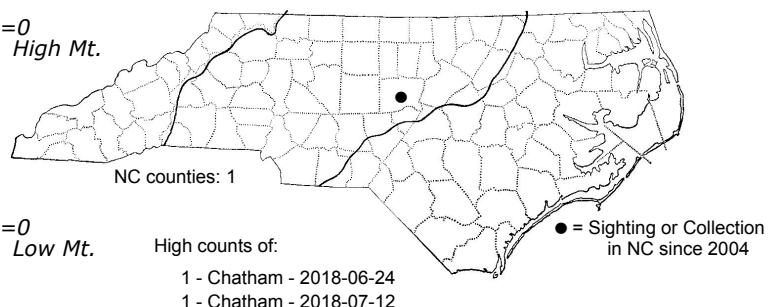 =0
High Mt.
NC counties: 1
=0
Low Mt.
High counts of:
1 - Chatham - 2018-06-24
1 - Chatham - 2018-07-12
● = Sighting or Collection
in NC since 2004